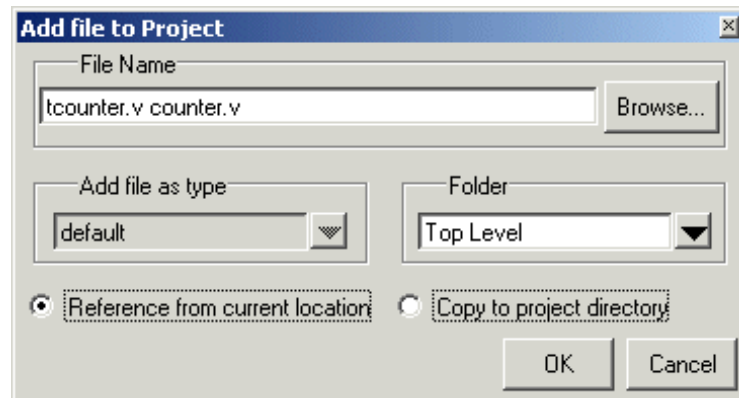 Add file to Project
File Name
tcounter.v counter.v
Browse...
Add file as type
Folder
default
Top Level
Reference from current location
Copy to project directory
OK
Cancel